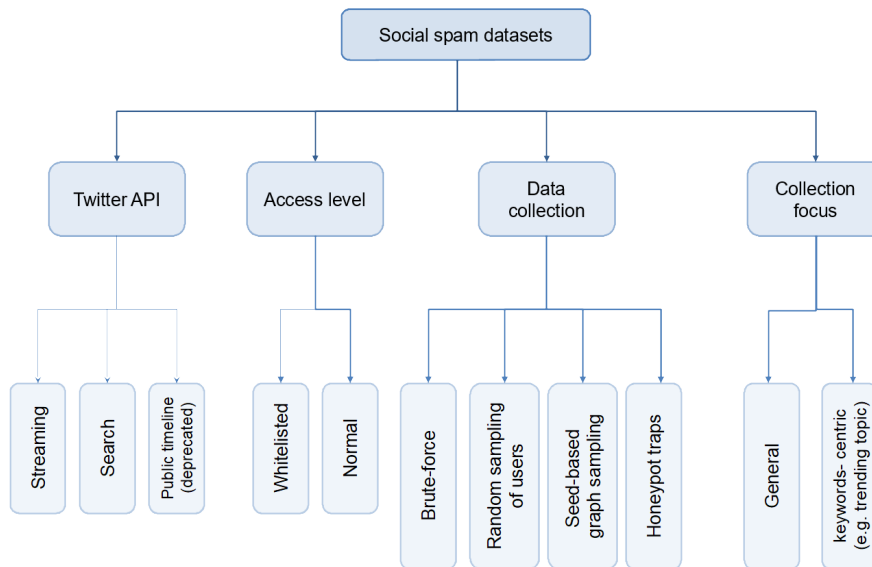 Social spam datasets
Twitter API
Access level
Data
collection
Collection
focus
Streaming
Search
Public timeline
(deprecated)
Whitelisted
Normal
Brute-force
Random sampling
of users
Seed-based
graph sampling
Honeypot traps
General
keywords- centric
(e.g. trending topic)